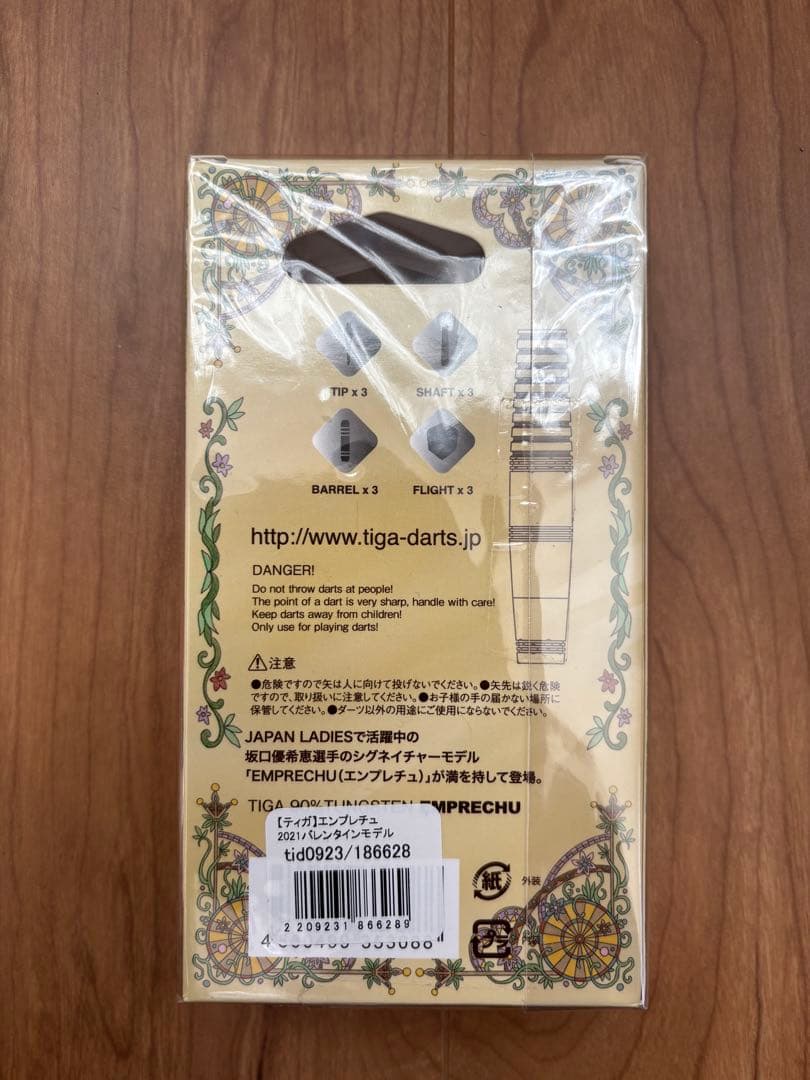 TIP x 3
SHAFT x 3
BARREL x 3
FLIGHT x 3
http://www.tiga-darts.jp
DANGER!
Do not throw darts at people!
The point of a dart is very sharp, handle with care!
Keep darts away from children!
Only use for playing darts!
注意
●危険ですので矢は人に向けて投げないでください。●矢先は鋭く危険
ですので、取り扱いに注意してください。●お子様の手の届かない場所に
保管してください。●ダーツ以外の用途にご使用にならないでください。
JAPAN LADIESで活躍中の
坂口優希恵選手のシグネイチャーモデル
「EMPRECHU(エンプレチュ)」が満を持して登場。
TIGA 90% TUNGSTEN EMPRECHU
【ティガ】エンプレチュ
2021バレンタインモデル
tid0923/186628
2 209231 866289
紙 外装
プラ